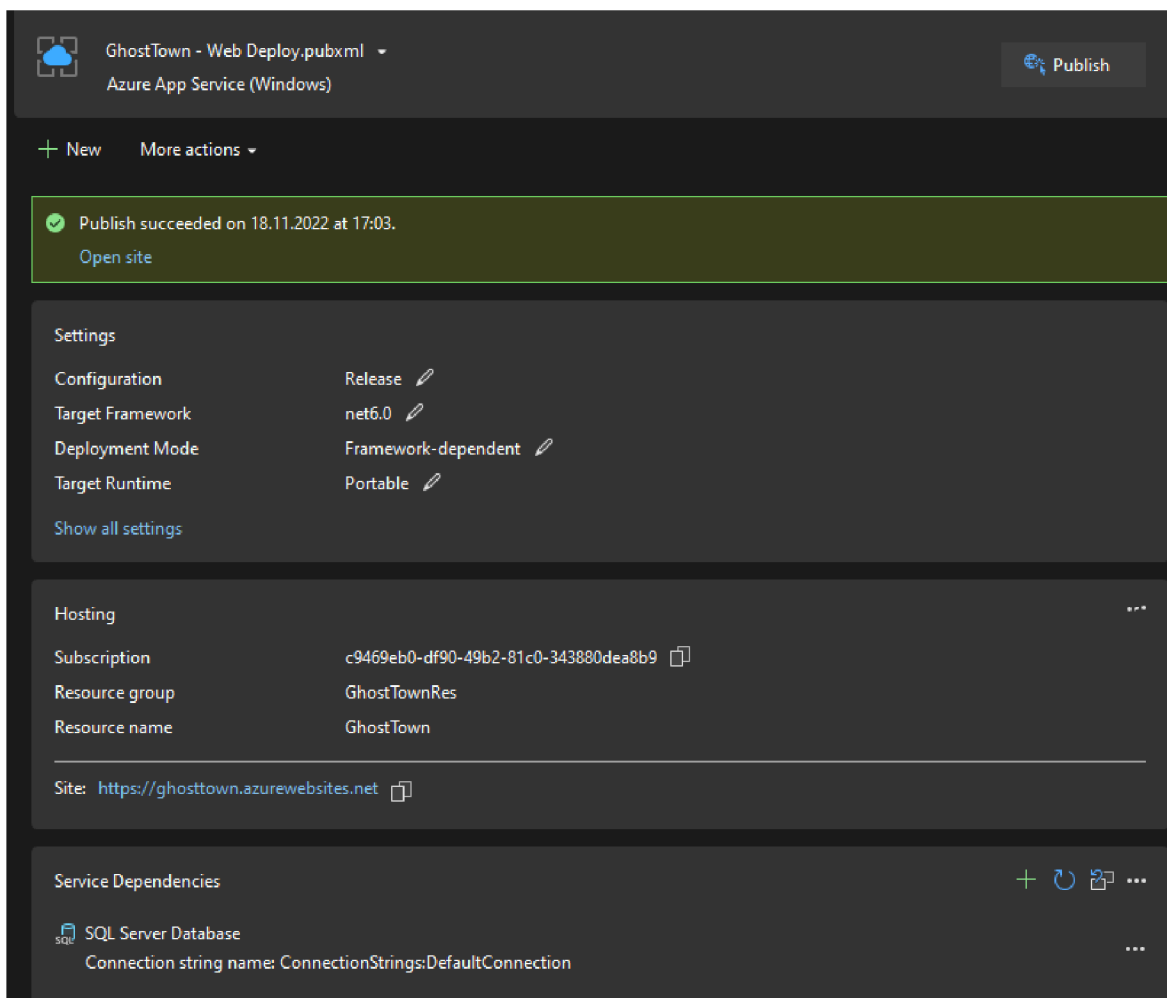 GhostTown - Web Deploy.pubxml
Azure App Service (Windows)
Publish
New More actions
Publish succeeded on 18.11.2022 at 17:03.
Open site
Settings
Configuration Release
Target Framework net6.0
Deployment Mode Framework-dependent
Target Runtime Portable
Show all settings
Hosting
Subscription c9469eb0-df90-49b2-81c0-343880dea8b9
Resource group GhostTownRes
Resource name GhostTown
Site: https://ghosttown.azurewebsites.net
Service Dependencies
SQL SQL Server Database
Connection string name: ConnectionStrings:DefaultConnection